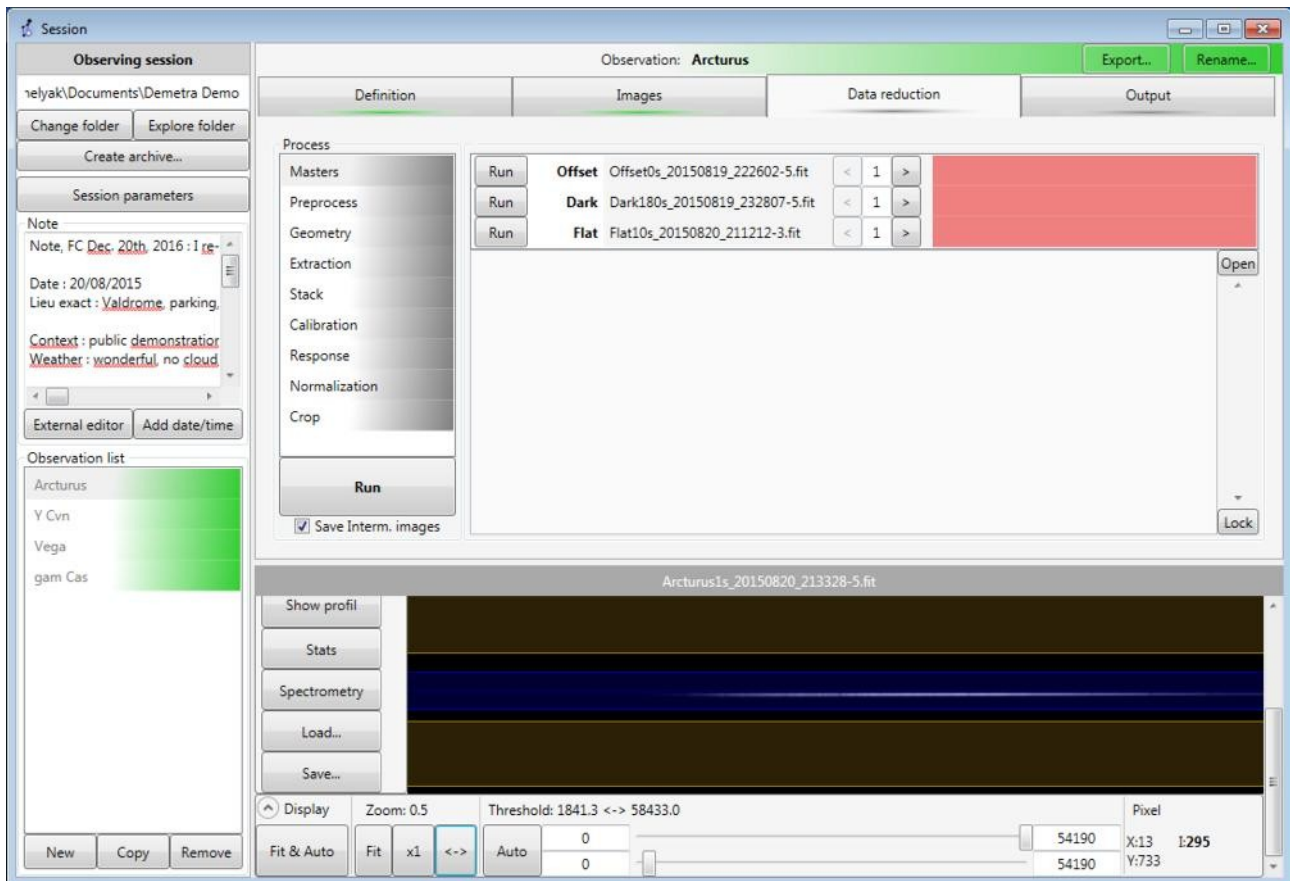 Session
Observing session
nelyak\Documents\Demetra Demo
Change folder
Explore folder
Create archive...
Session parameters
Note
Note, FC Dec. 20th, 2016 : I re-
Date : 20/08/2015
Lieu exact : Valdrome, parking,
Context : public demonstration
Weather : wonderful, no cloud
External editor
Add date/time
Observation list
Arcturus
Y Cvn
Vega
gam Cas
New
Copy
Remove
Observation: Arcturus
Export...
Rename...
Definition
Images
Data reduction
Output
Process
Masters
Preprocess
Geometry
Extraction
Stack
Calibration
Response
Normalization
Crop
Run
Save Interm. images
Run Offset Offset0s_20150819_222602-5.fit < 1 >
Run Dark Dark180s_20150819_232807-5.fit < 1 >
Run Flat Flat10s_20150820_211212-3.fit < 1 >
Open
Lock
Arcturus1s_20150820_213328-5.fit
Show profil
Stats
Spectrometry
Load...
Save...
Display
Zoom: 0.5
Threshold: 1841.3 <-> 58433.0
Pixel
Fit & Auto
Fit
x1
<->
Auto
0
54190
0
54190
X:13
I:295
Y:733